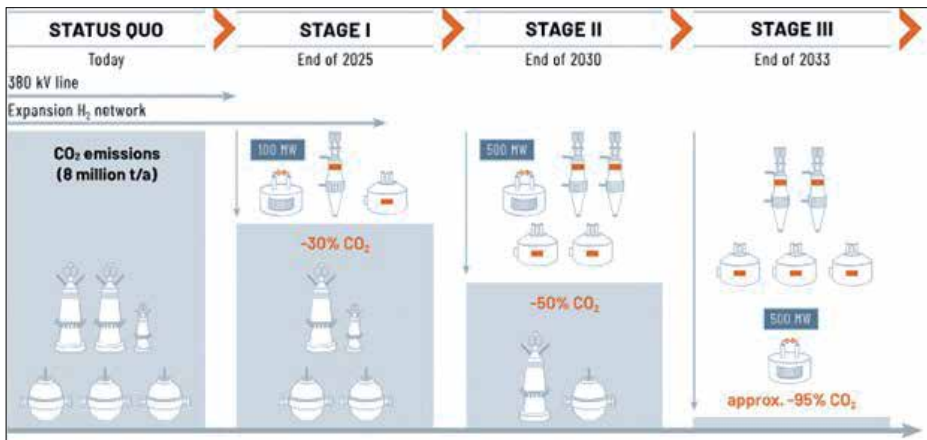 STATUS QUO
Today
STAGE I
End of 2025
STAGE II
End of 2030
STAGE III
End of 2033
380 kV line
Expansion H₂ network
CO₂ emissions
(8 million t/a)
100 MW
-30% CO₂
500 MW
-50% CO₂
500 MW
approx. -95% CO₂